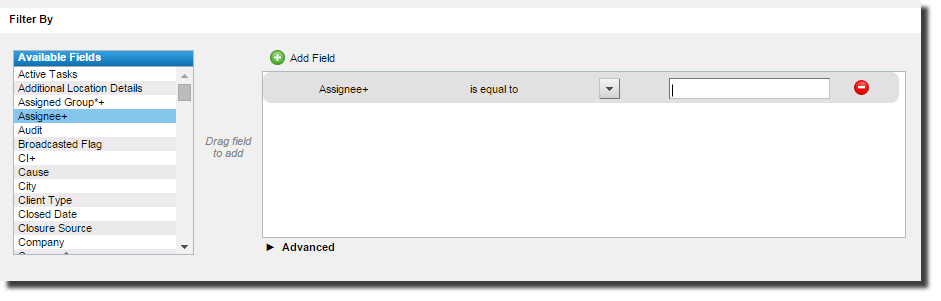 Filter By
Available Fields
Active Tasks
Additional Location Details
Assigned Group*+
Assignee+
Audit
Broadcasted Flag
CI+
Cause
City
Client Type
Closed Date
Closure Source
Company
Drag field
to add
Add Field
Assignee+ is equal to
Advanced